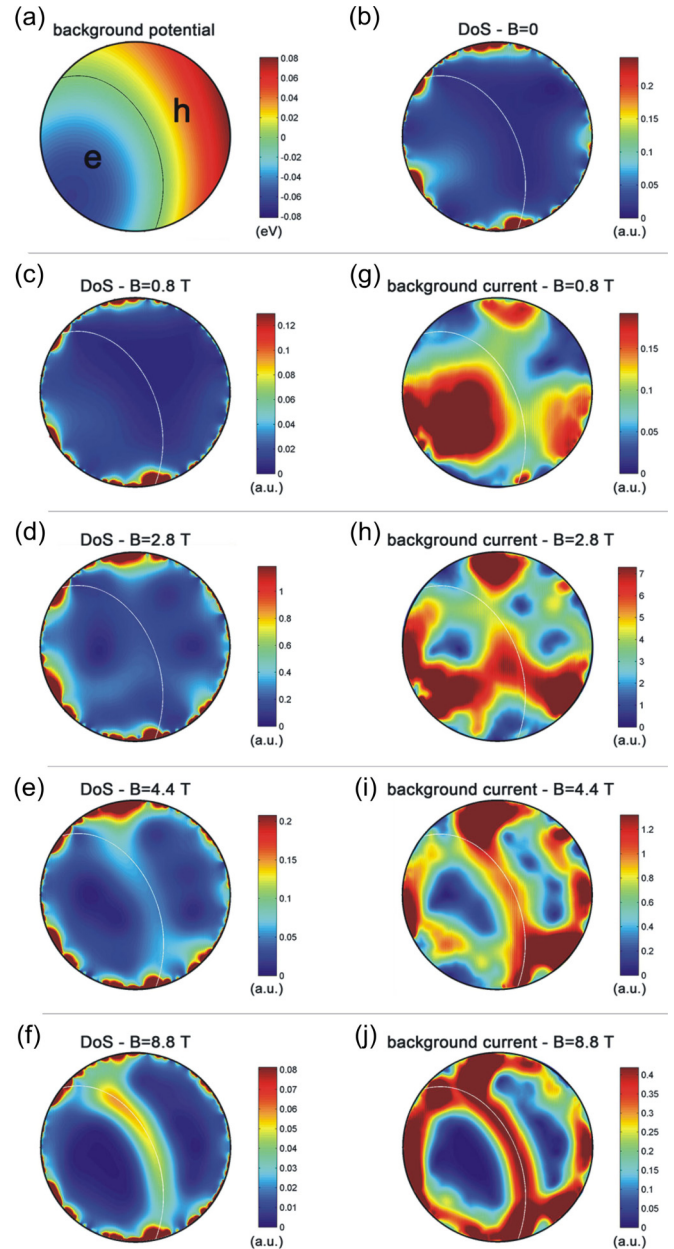 (a)
background potential
h
e
0.08
0.06
0.04
0.02
0
-0.02
-0.04
-0.06
-0.08
(eV)
(b)
DoS - B=0
0.2
0.15
0.1
0.05
0
(a.u.)
(c)
DoS - B=0.8 T
0.12
0.1
0.08
0.06
0.04
0.02
0
(a.u.)
(g)
background current - B=0.8 T
0.15
0.1
0.05
0
(a.u.)
(d)
DoS - B=2.8 T
1
0.8
0.6
0.4
0.2
0
(a.u.)
(h)
background current - B=2.8 T
7
6
5
4
3
2
1
0
(a.u.)
(e)
DoS - B=4.4 T
0.2
0.15
0.1
0.05
0
(a.u.)
(i)
background current - B=4.4 T
1.2
1
0.8
0.6
0.4
0.2
0
(a.u.)
(f)
DoS - B=8.8 T
0.08
0.07
0.06
0.05
0.04
0.03
0.02
0.01
0
(a.u.)
(j)
background current - B=8.8 T
0.4
0.35
0.3
0.25
0.2
0.15
0.1
0.05
0
(a.u.)